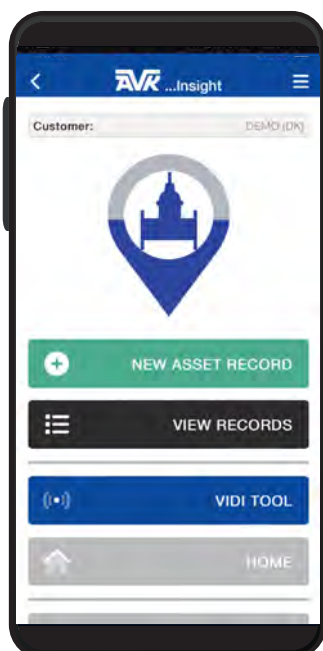 AVK ...Insight
Customer: DEMO (DK)
NEW ASSET RECORD
VIEW RECORDS
VIDI TOOL
HOME